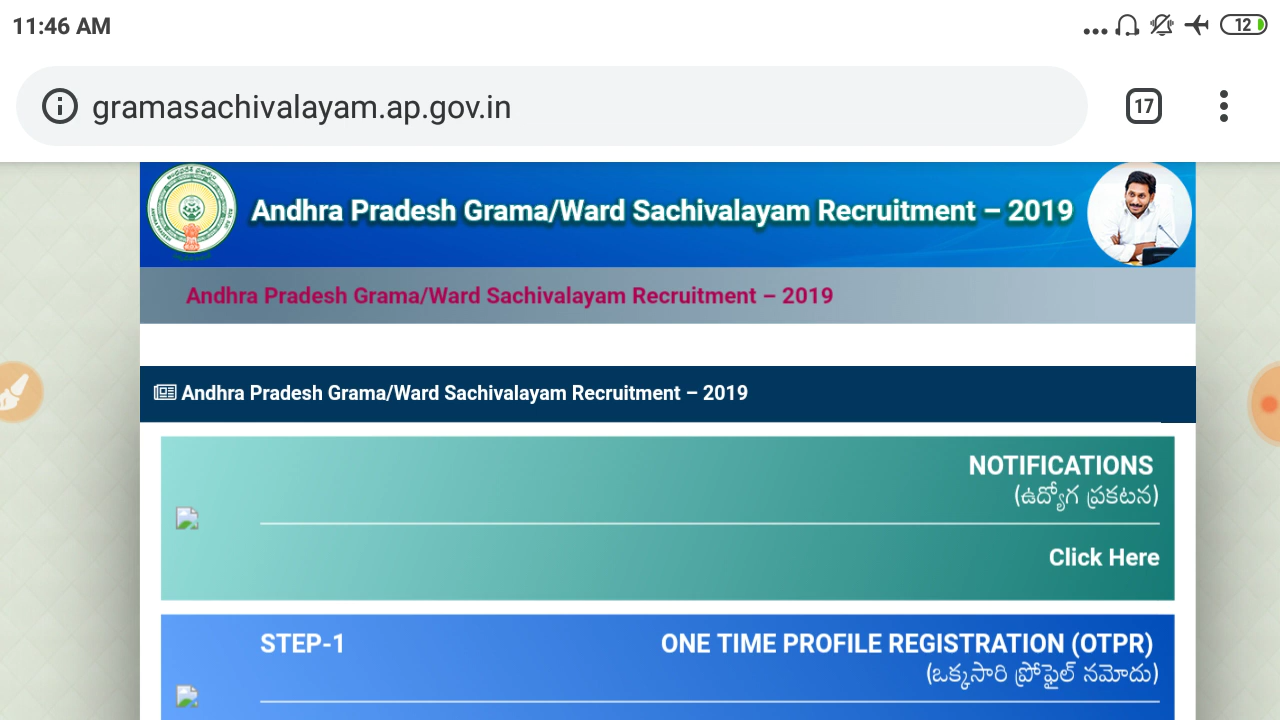 11:46 AM
12
gramasachivalayam.ap.gov.in
17
Andhra Pradesh Grama/Ward Sachivalayam Recruitment – 2019
Andhra Pradesh Grama/Ward Sachivalayam Recruitment – 2019
Andhra Pradesh Grama/Ward Sachivalayam Recruitment – 2019
NOTIFICATIONS
(ఉద్యోగ ప్రకటన)
Click Here
STEP-1 ONE TIME PROFILE REGISTRATION (OTPR)
(ఒక్కసారి ప్రోఫైల్ నమోదు)